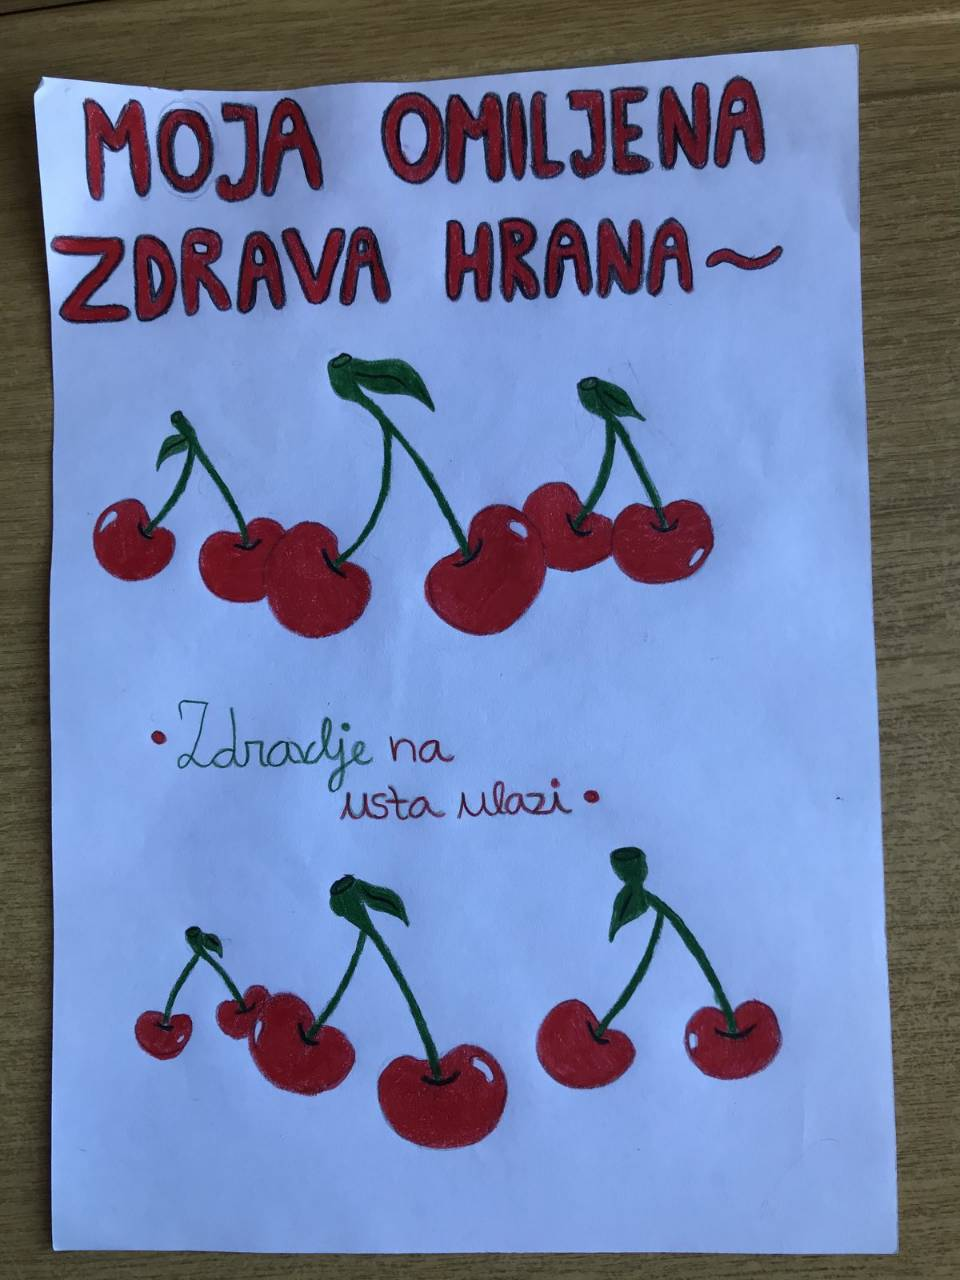 MOJA OMILJENA
ZDRAVA HRANA~
• Zdravlje na
usta ulazi •